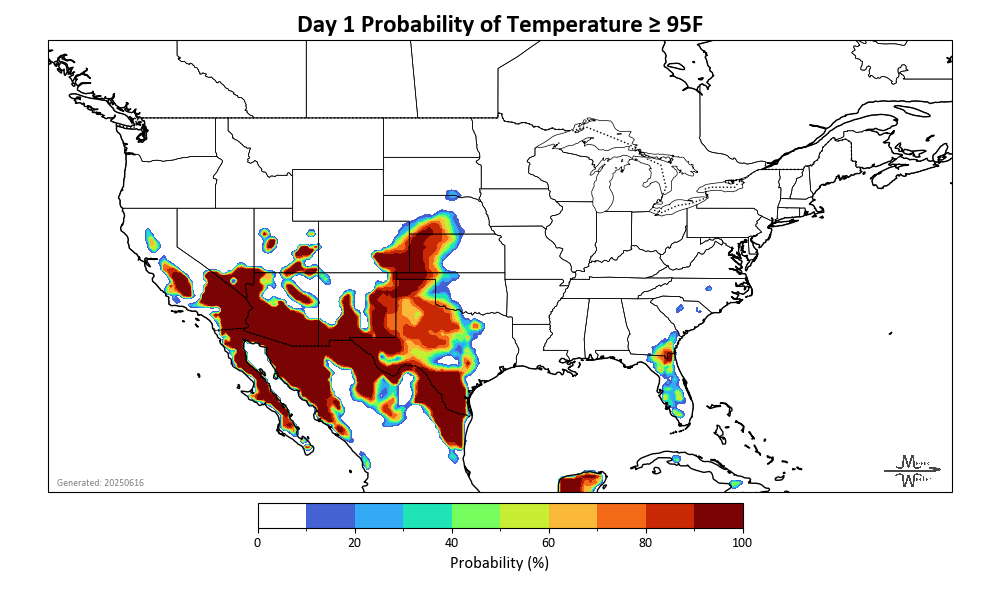 Day 1 Probability of Temperature ≥ 95F
Generated: 20250616
0 20 40 60 80 100
Probability (%)